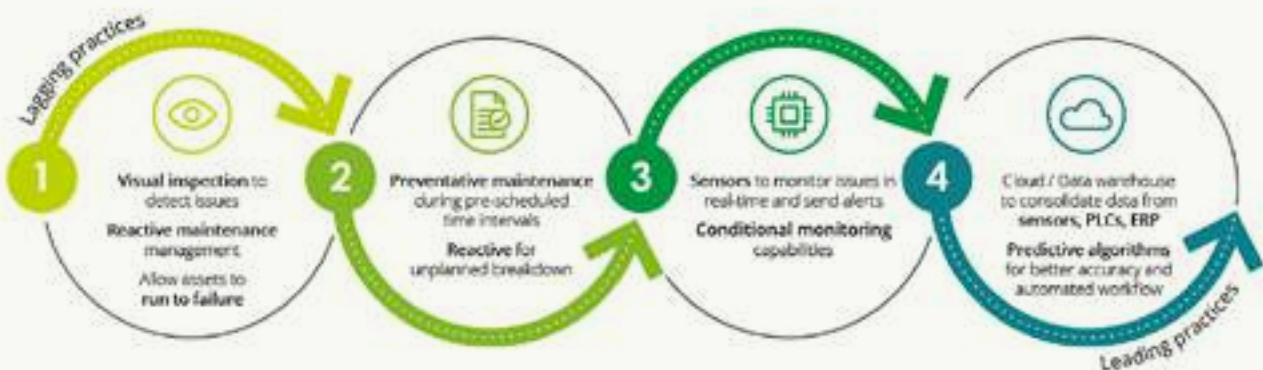 Lagging practices
1
Visual inspection to
detect issues
Reactive maintenance
management
Allow assets to
run to failure
2
Preventative maintenance
during pre-scheduled
time intervals
Reactive for
unplanned breakdown
3
Sensors to monitor issues in
real-time and send alerts
Conditional monitoring
capabilities
4
Cloud / Data warehouse
to consolidate data from
sensors, PLCs, ERP
Predictive algorithms
for better accuracy and
automated workflow
Leading practices